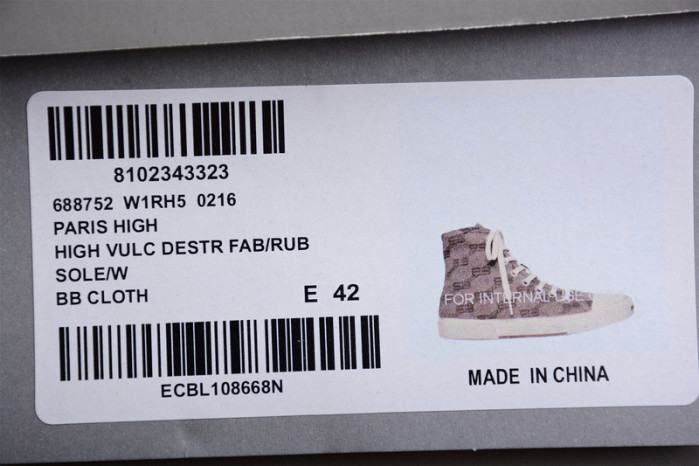 8102343323
688752 W1RH5 0216
PARIS HIGH
HIGH VULC DESTR FAB/RUB
SOLE/W
BB CLOTH
E 42
ECBL108668N
FOR INTERNAL USE
MADE IN CHINA